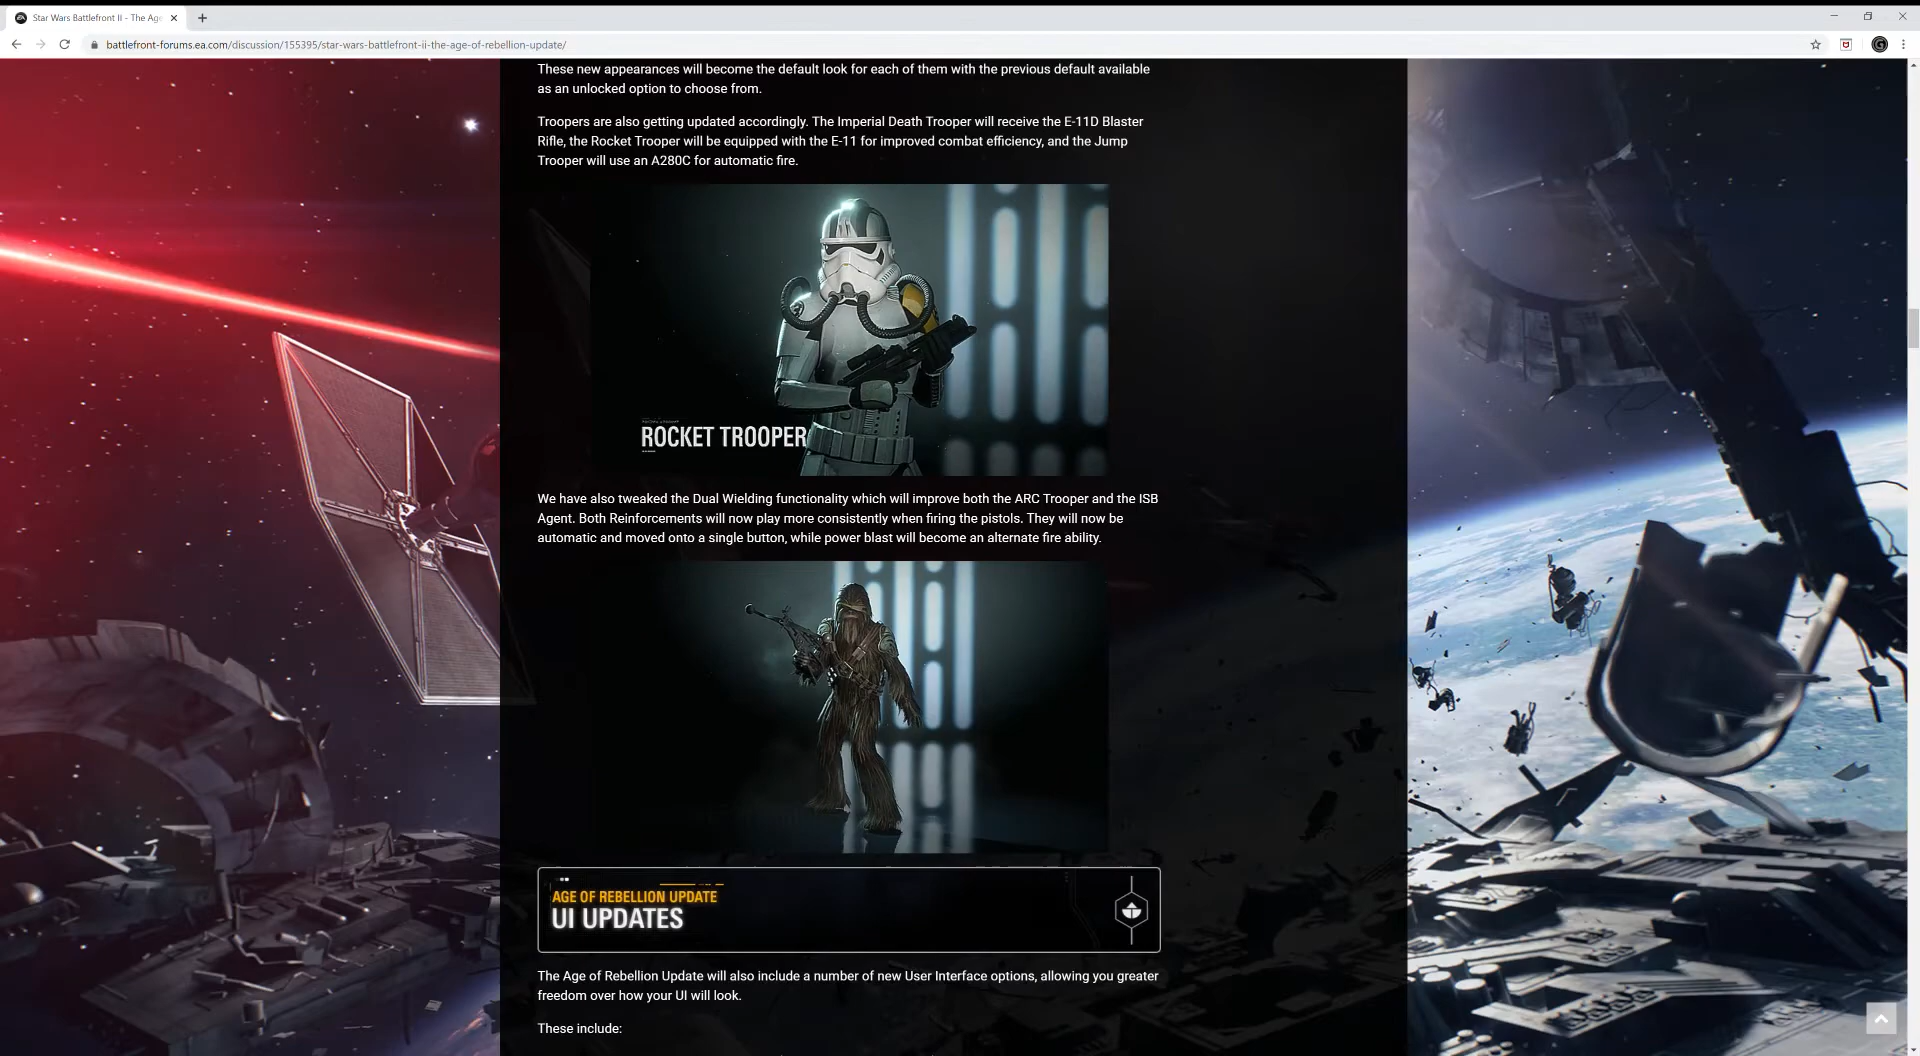 Star Wars Battlefront II - The Age
battlefront-forums.ea.com/discussion/155395/star-wars-battlefront-ii-the-age-of-rebellion-update/
These new appearances will become the default look for each of them with the previous default available
as an unlocked option to choose from.
Troopers are also getting updated accordingly. The Imperial Death Trooper will receive the E-11D Blaster
Rifle, the Rocket Trooper will be equipped with the E-11 for improved combat efficiency, and the Jump
Trooper will use an A280C for automatic fire.
ROCKET TROOPER
We have also tweaked the Dual Wielding functionality which will improve both the ARC Trooper and the ISB
Agent. Both Reinforcements will now play more consistently when firing the pistols. They will now be
automatic and moved onto a single button, while power blast will become an alternate fire ability.
AGE OF REBELLION UPDATE
UI UPDATES
The Age of Rebellion Update will also include a number of new User Interface options, allowing you greater
freedom over how your UI will look.
These include: